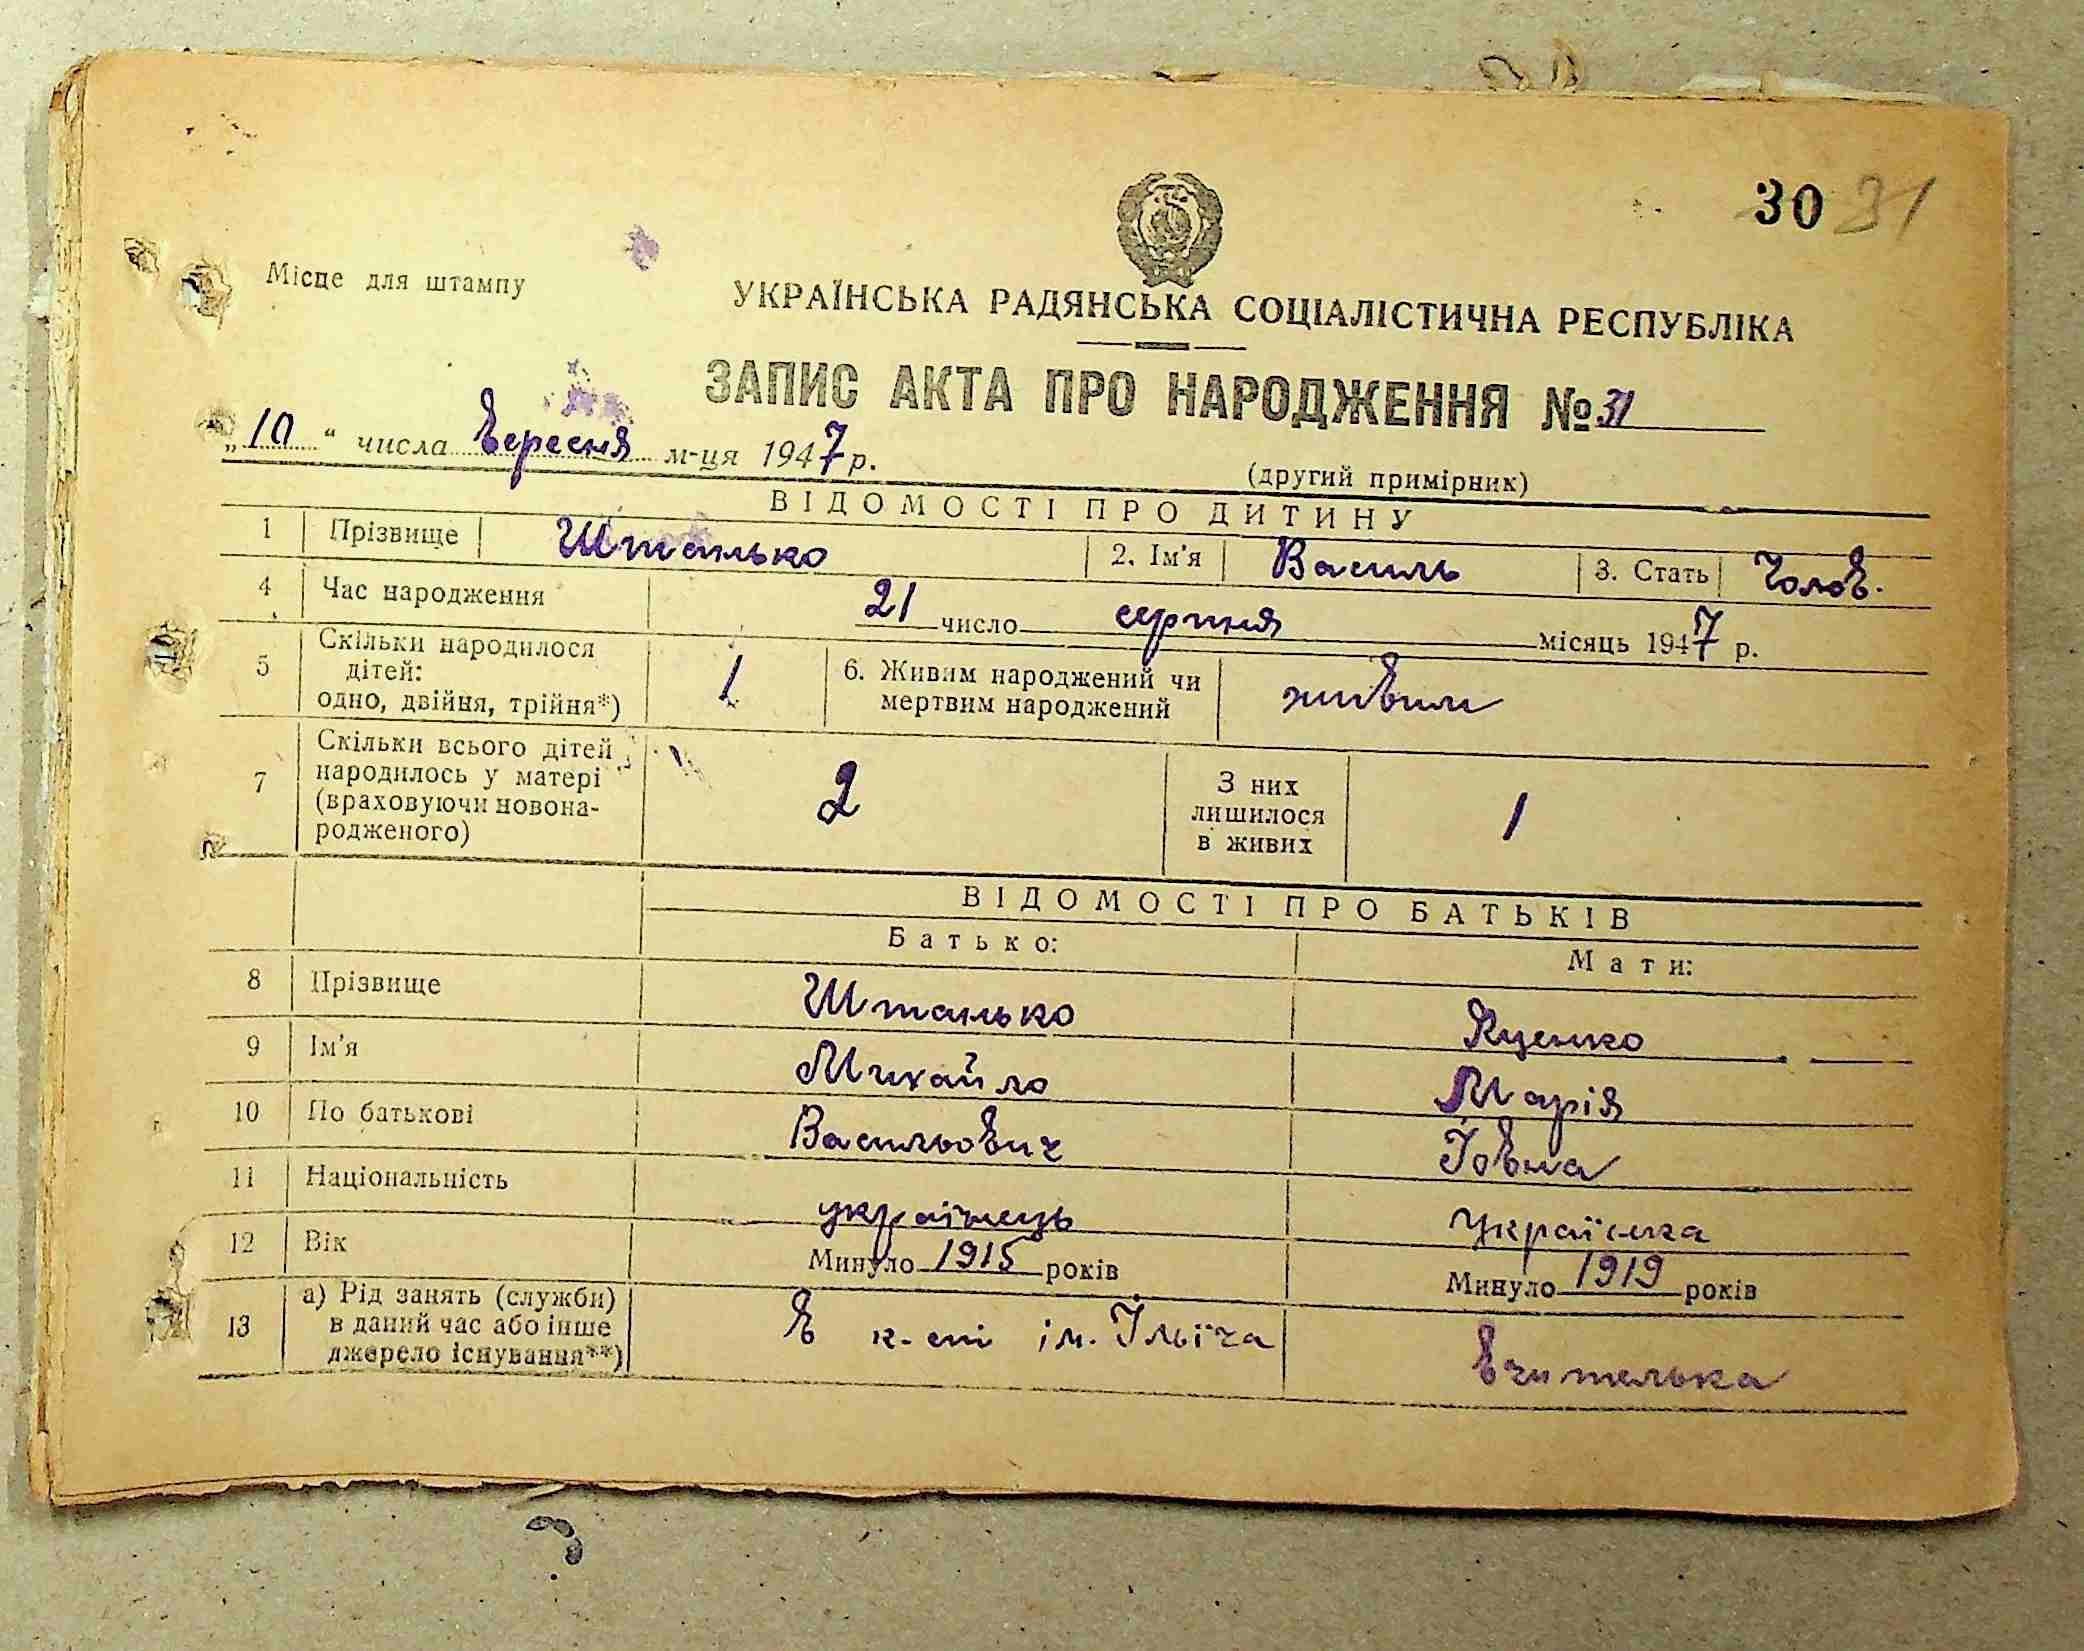 30 31
Місце для штампу
УКРАЇНСЬКА РАДЯНСЬКА СОЦІАЛІСТИЧНА РЕСПУБЛІКА
ЗАПИС АКТА ПРО НАРОДЖЕННЯ № 31
„10" числа Вересня м-ця 1947 р.
(другий примірник)
ВІДОМОСТІ ПРО ДИТИНУ
1 Прізвище Штанько 2. Ім'я Василь 3. Стать Чолов.
4 Час народження 21 число серпня місяць 1947 р.
5 Скільки народилося дітей: одно, двійня, трійня*) 1 6. Живим народжений чи мертвим народжений живим
7 Скільки всього дітей народилось у матері (враховуючи новонародженого) 2 З них лишилося в живих 1
ВІДОМОСТІ ПРО БАТЬКІВ
Батько: Мати:
8 Прізвище Штанько Яценко
9 Ім'я Михайло Марія
10 По батькові Васильович Іовна
11 Національність українець українка
12 Вік Минуло 1915 років Минуло 1919 років
13 а) Рід занять (служби) в даний час або інше джерело існування**) В к-спі ім. Ільїча Вчителька